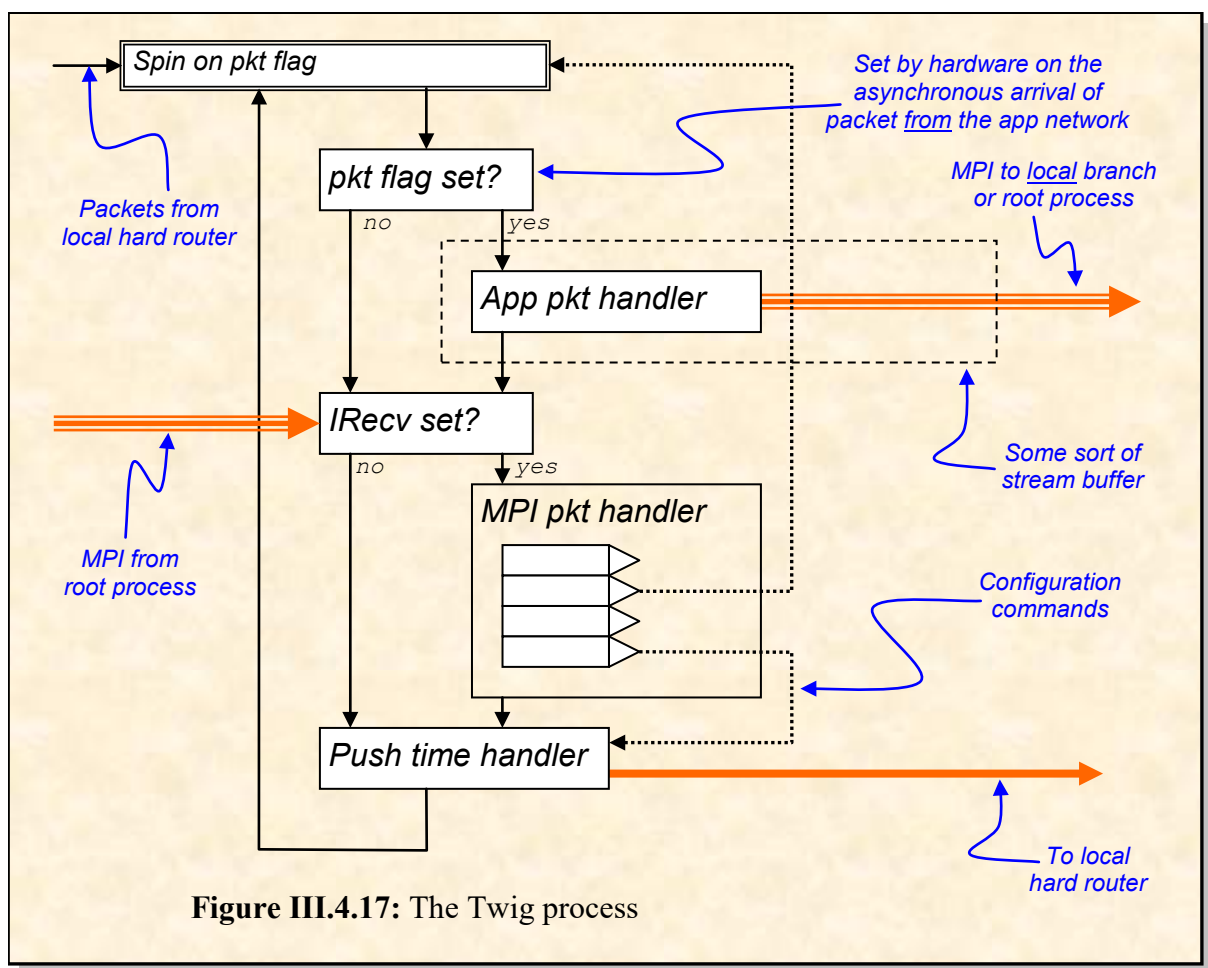 Spin on pkt flag
Set by hardware on the
asynchronous arrival of
packet from the app network
pkt flag set?
MPI to local branch
or root process
Packets from
local hard router
no
yes
App pkt handler
IRecv set?
Some sort of
stream buffer
no
yes
MPI pkt handler
MPI from
root process
Configuration
commands
Push time handler
To local
hard router
Figure III.4.17: The Twig process